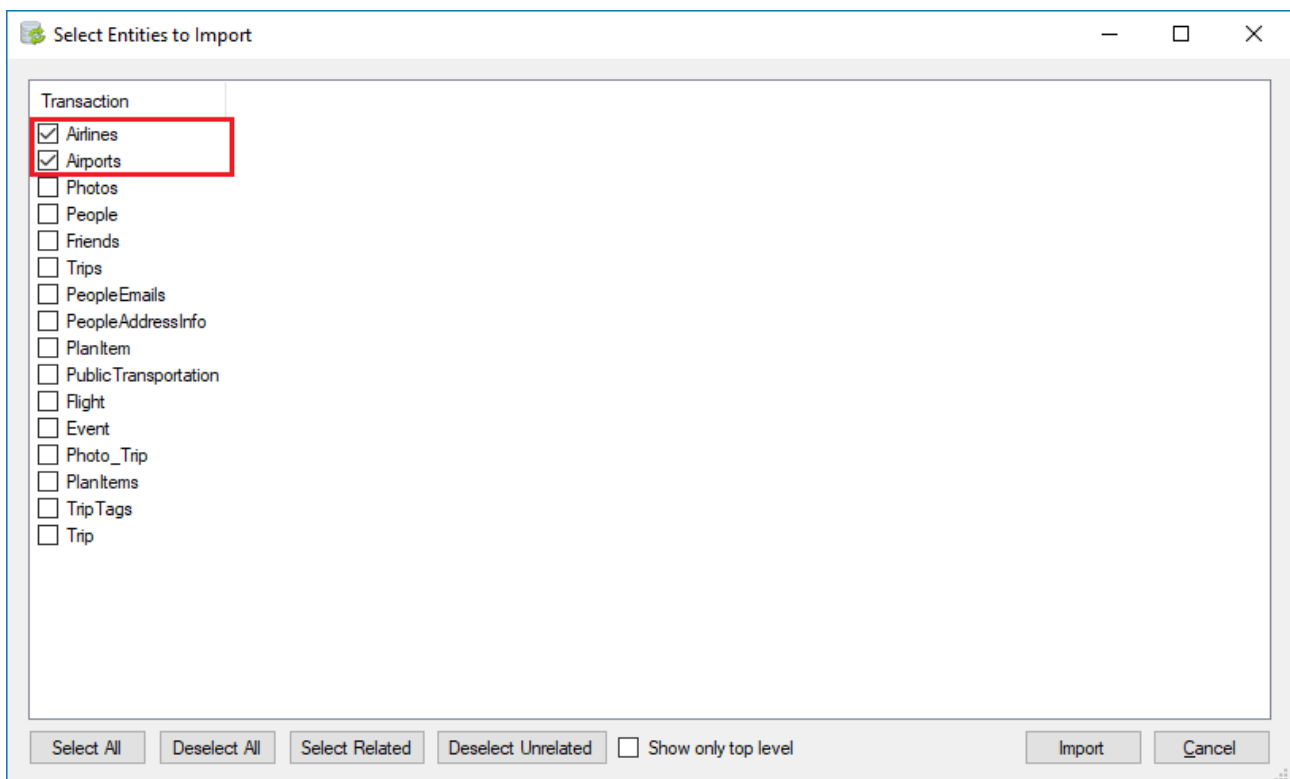 Select Entities to Import
Transaction
Airlines
Airports
Photos
People
Friends
Trips
PeopleEmails
PeopleAddressInfo
PlanItem
PublicTransportation
Flight
Event
Photo_Trip
PlanItems
TripTags
Trip
Select All Deselect All Select Related Deselect Unrelated Show only top level Import Cancel